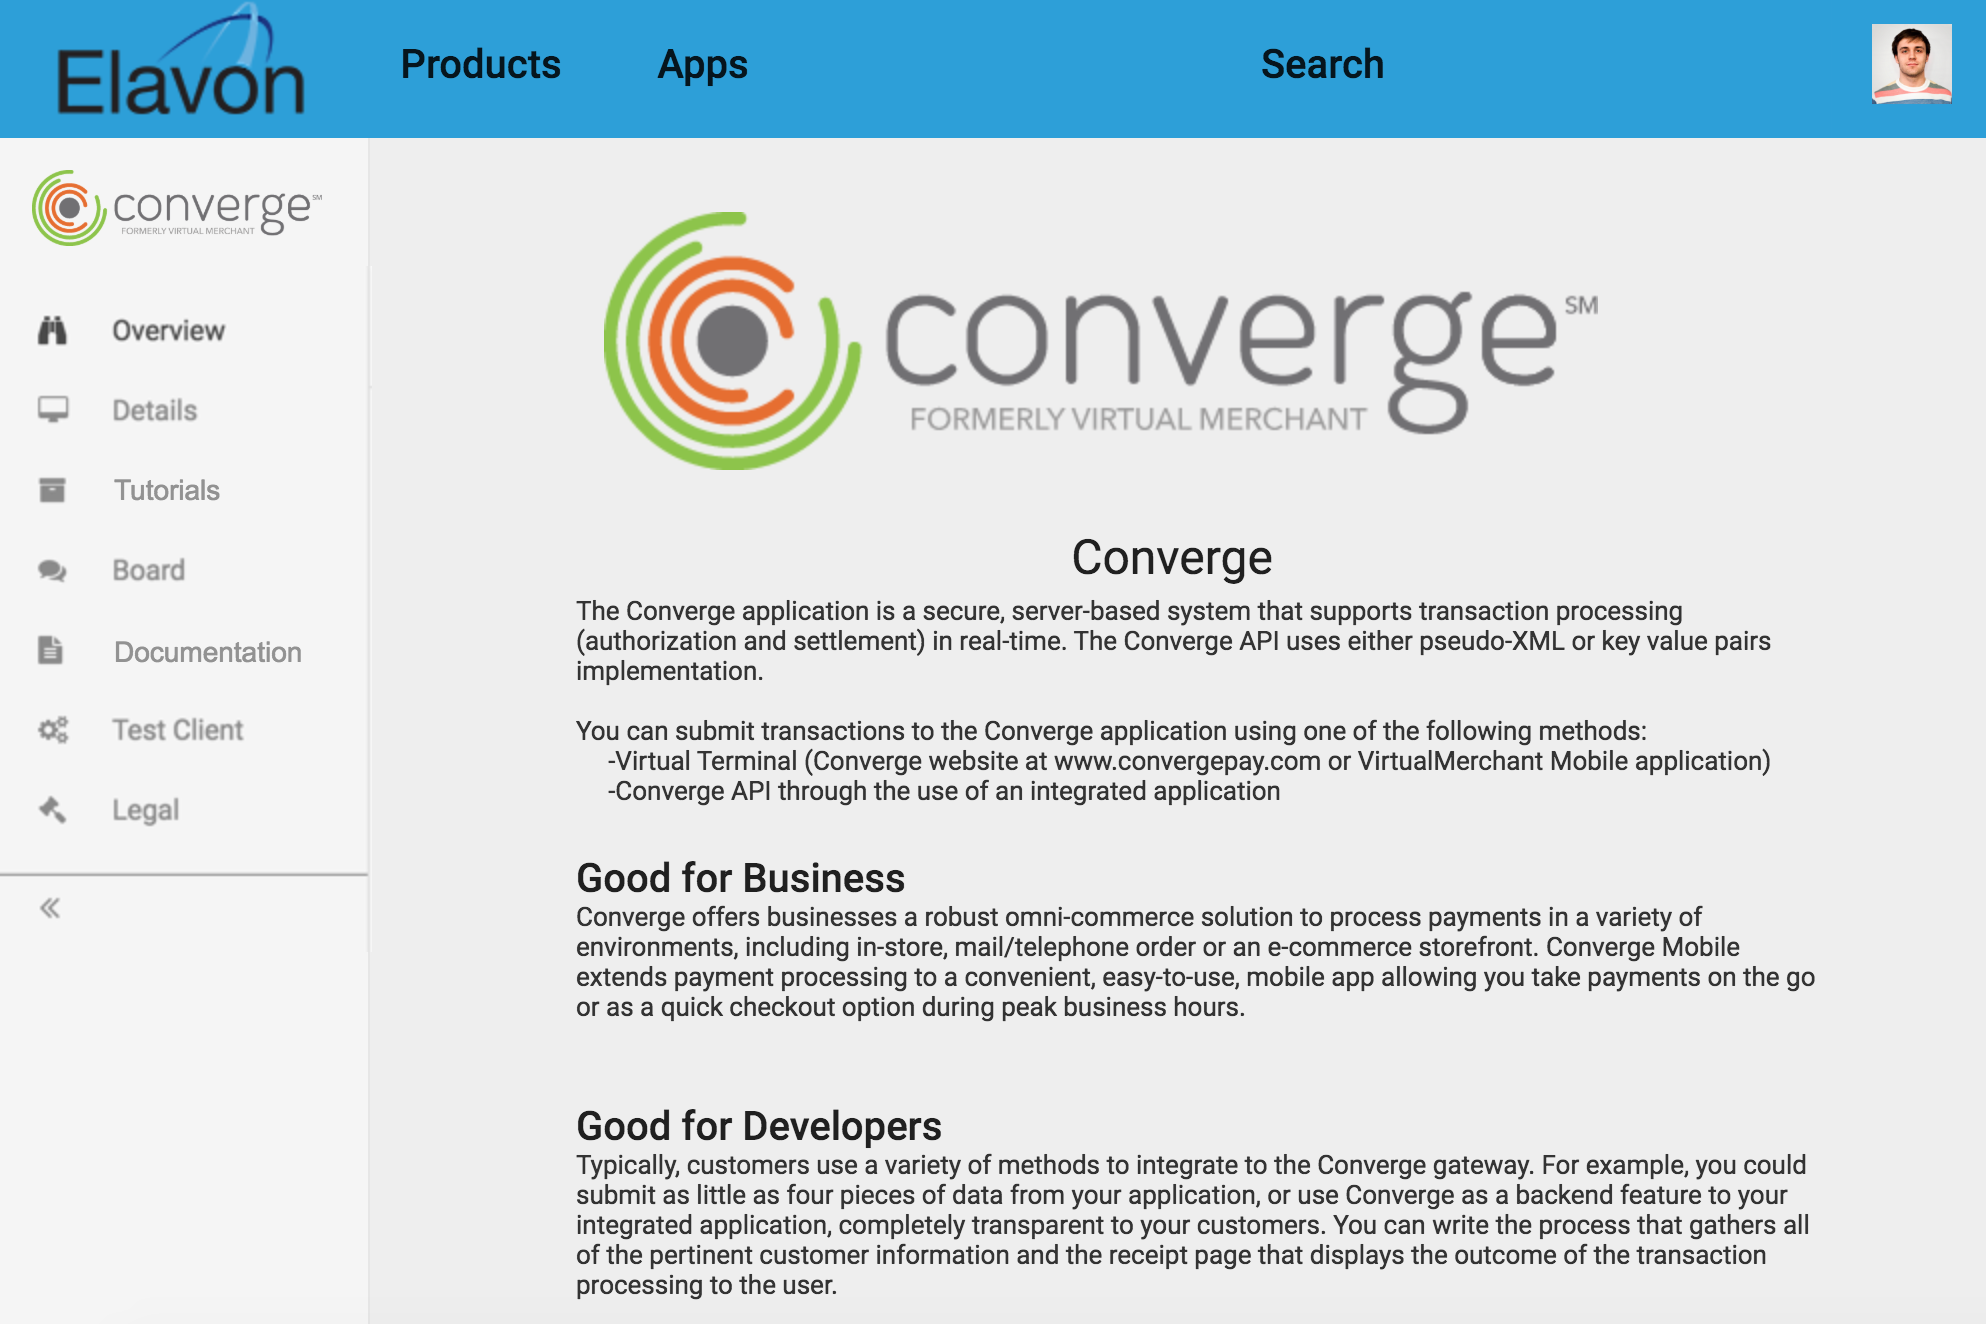 Elavon
Products
Apps
Search
converge SM
FORMERLY VIRTUAL MERCHANT
Overview
Details
Tutorials
Board
Documentation
Test Client
Legal
converge SM
FORMERLY VIRTUAL MERCHANT
Converge
The Converge application is a secure, server-based system that supports transaction processing
(authorization and settlement) in real-time. The Converge API uses either pseudo-XML or key value pairs
implementation.
You can submit transactions to the Converge application using one of the following methods:
-Virtual Terminal (Converge website at www.convergepay.com or VirtualMerchant Mobile application)
-Converge API through the use of an integrated application
Good for Business
Converge offers businesses a robust omni-commerce solution to process payments in a variety of
environments, including in-store, mail/telephone order or an e-commerce storefront. Converge Mobile
extends payment processing to a convenient, easy-to-use, mobile app allowing you take payments on the go
or as a quick checkout option during peak business hours.
Good for Developers
Typically, customers use a variety of methods to integrate to the Converge gateway. For example, you could
submit as little as four pieces of data from your application, or use Converge as a backend feature to your
integrated application, completely transparent to your customers. You can write the process that gathers all
of the pertinent customer information and the receipt page that displays the outcome of the transaction
processing to the user.